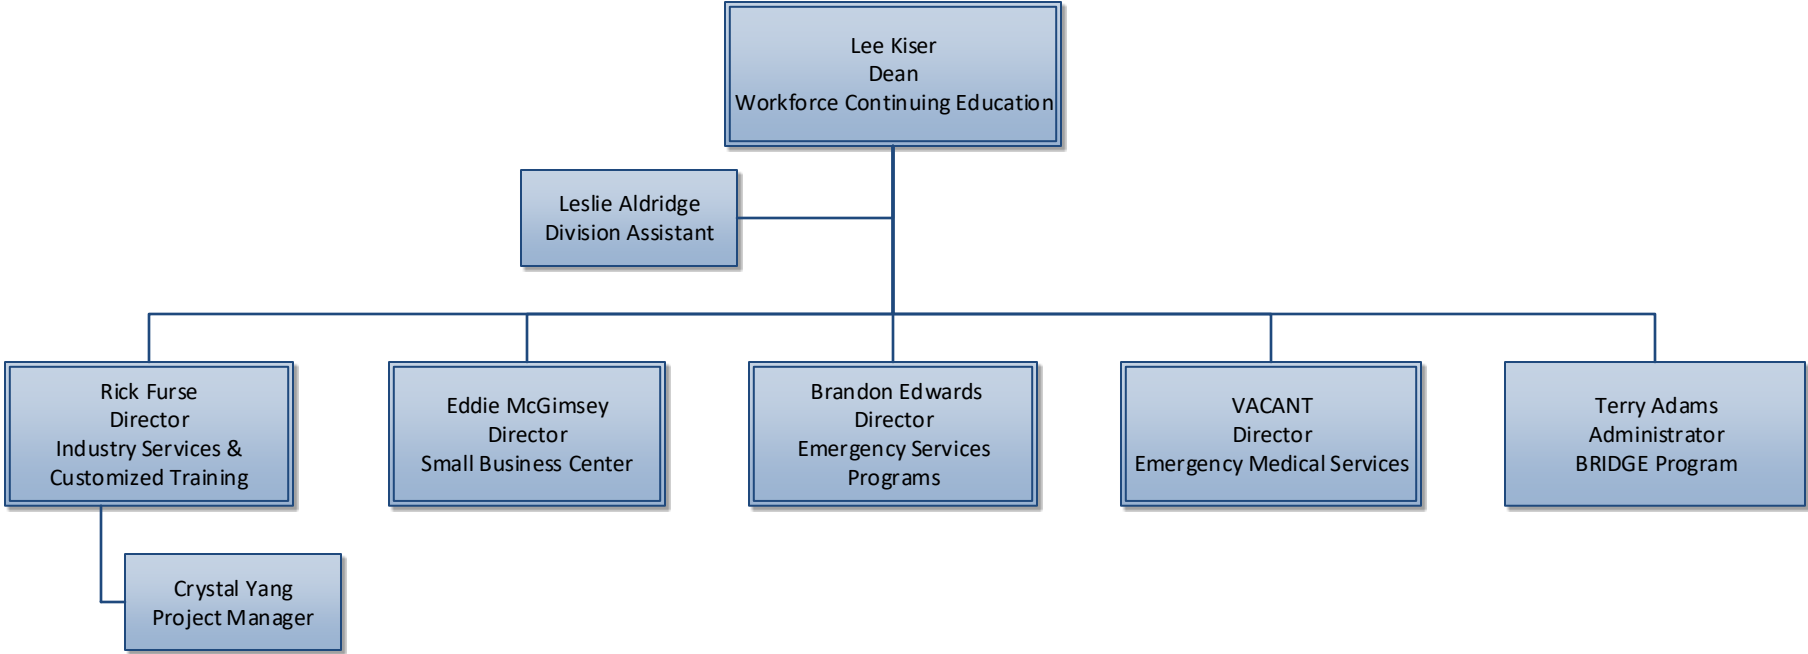 Lee Kiser
Dean
Workforce Continuing Education
Leslie Aldridge
Division Assistant
Rick Furse
Director
Industry Services &
Customized Training
Eddie McGimsey
Director
Small Business Center
Brandon Edwards
Director
Emergency Services
Programs
VACANT
Director
Emergency Medical Services
Terry Adams
Administrator
BRIDGE Program
Crystal Yang
Project Manager